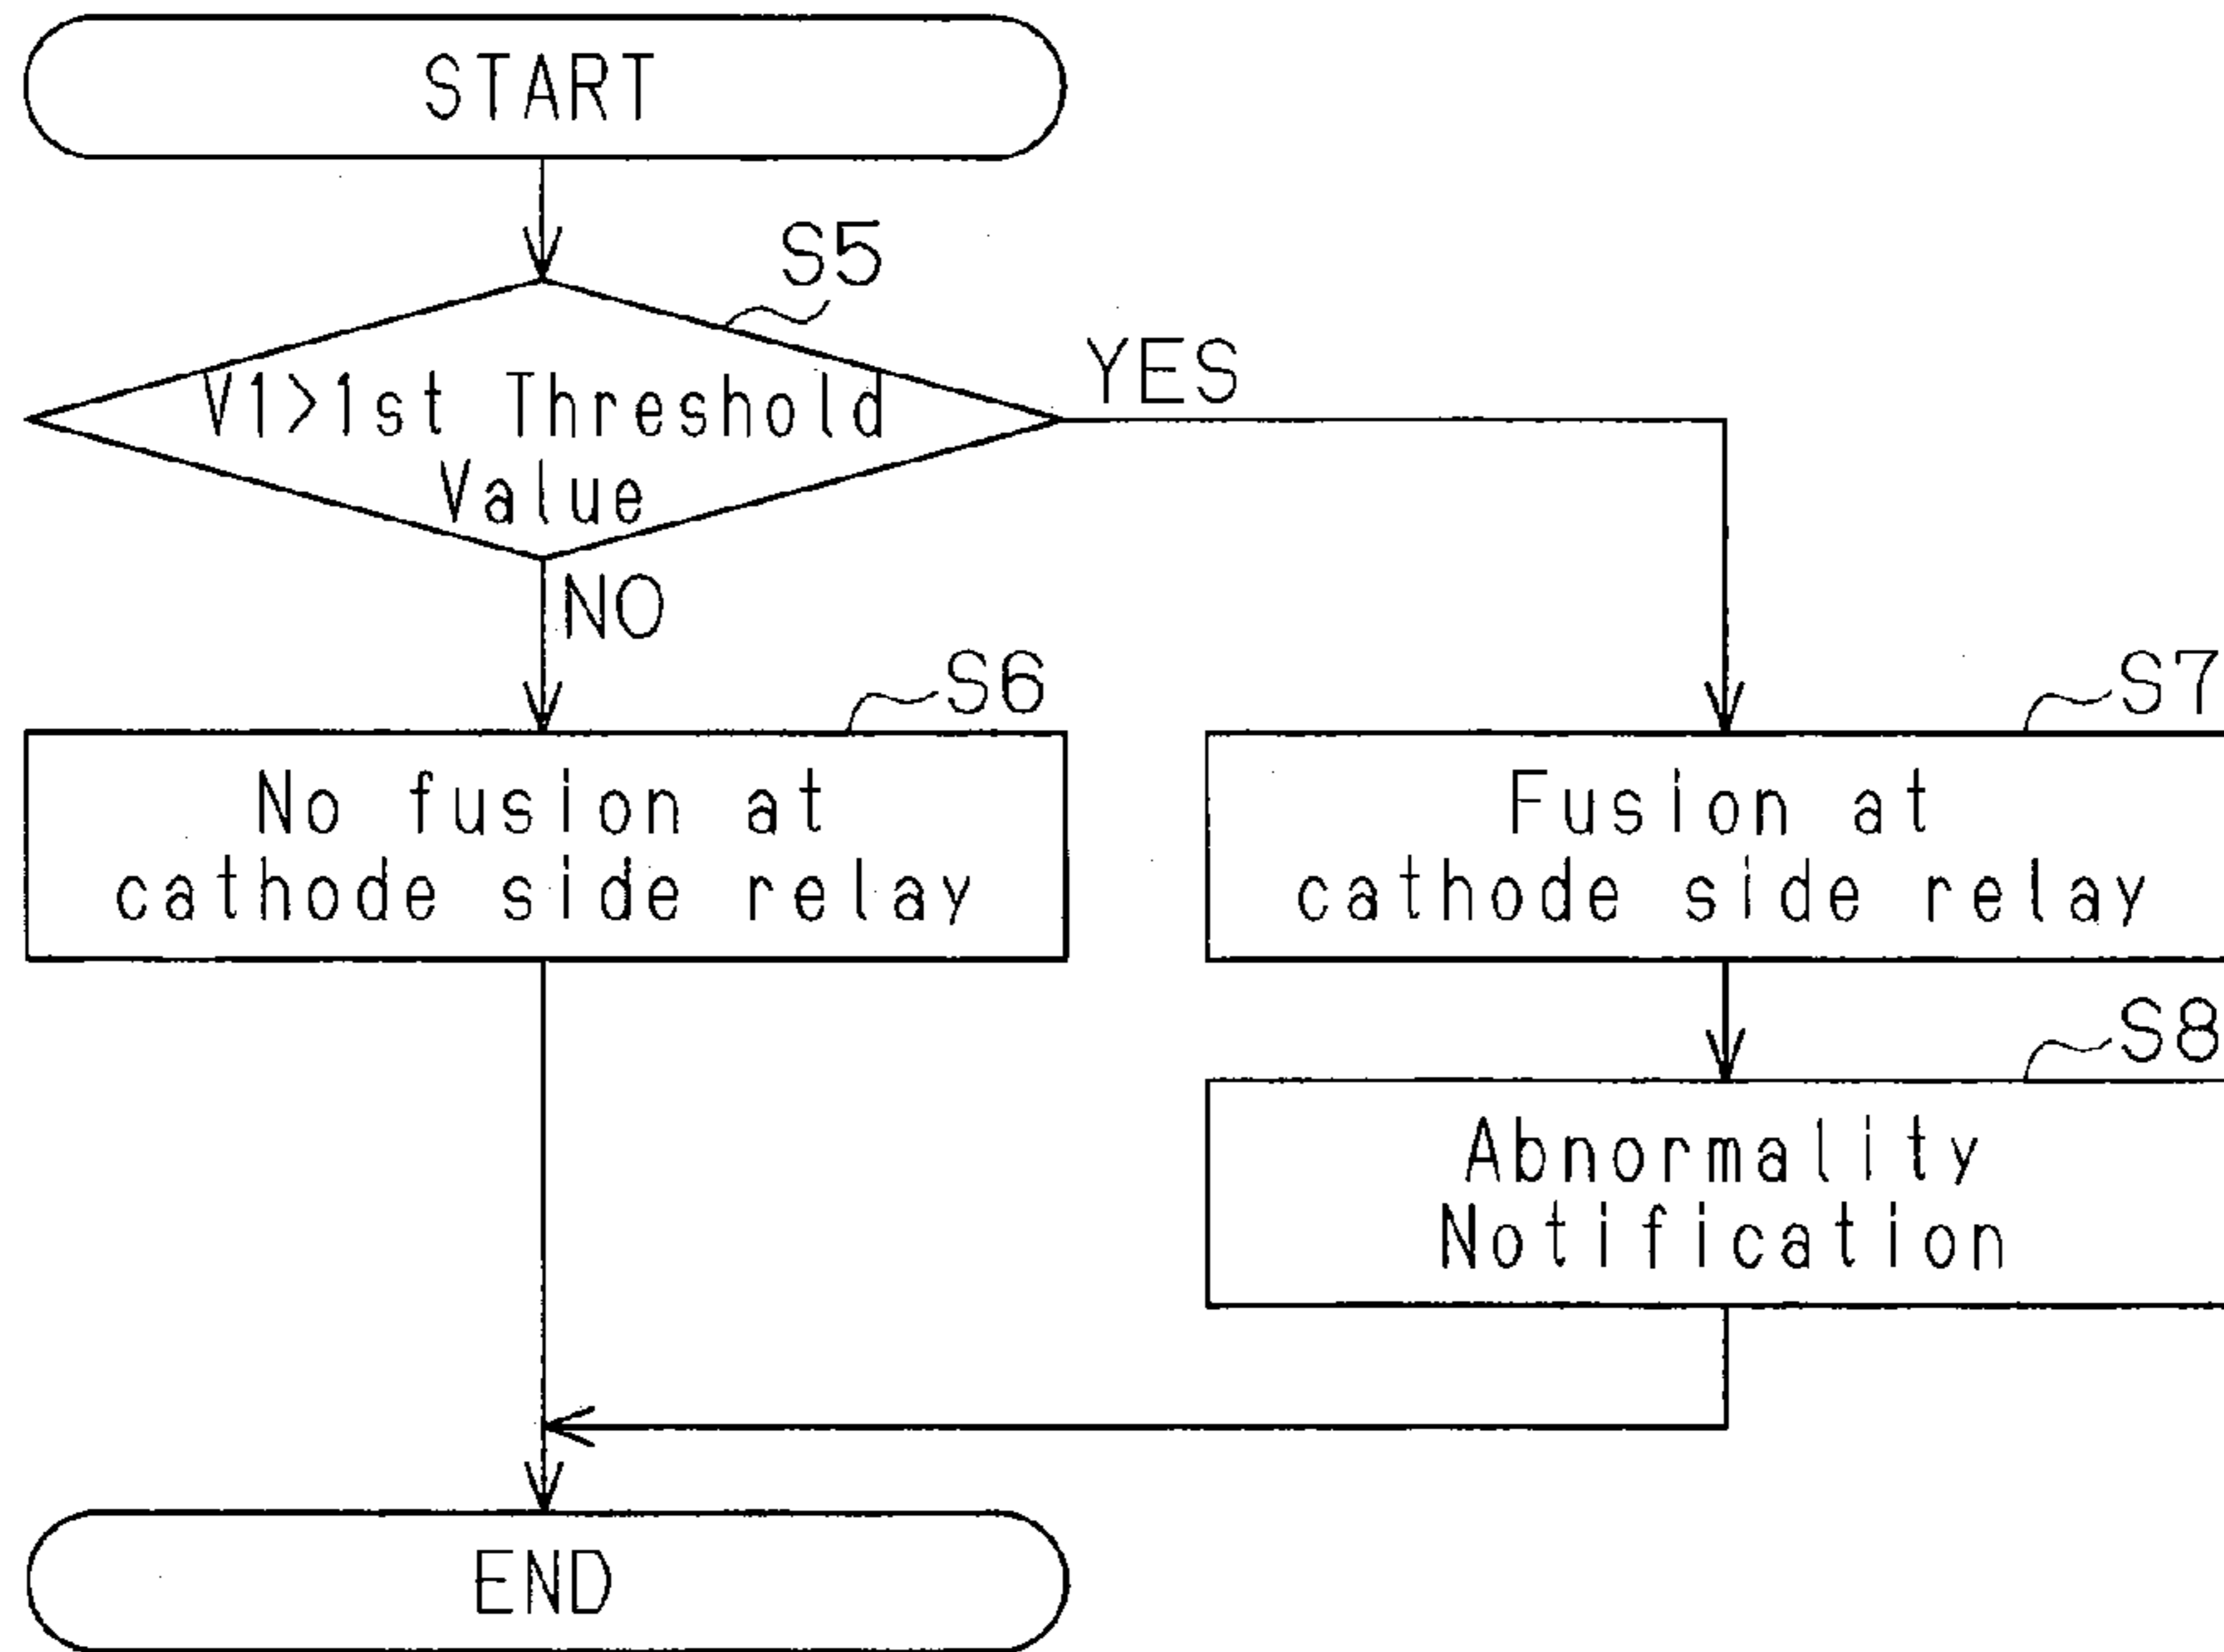 START
S5
V1>1st Threshold
Value
YES
NO
S6
No fusion at
cathode side relay
S7
Fusion at
cathode side relay
S8
Abnormality
Notification
END